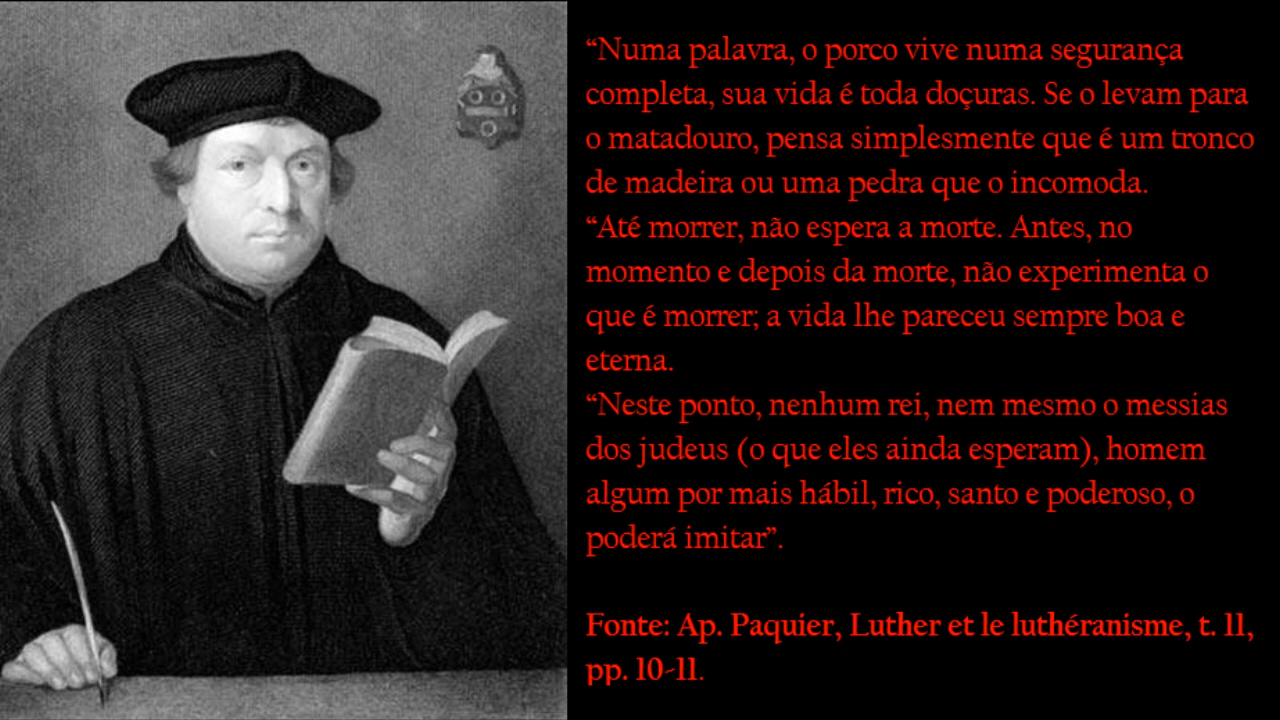 “Numa palavra, o porco vive numa segurança
completa, sua vida é toda doçuras. Se o levam para
o matadouro, pensa simplesmente que é um tronco
de madeira ou uma pedra que o incomoda.
“Até morrer, não espera a morte. Antes, no
momento e depois da morte, não experimenta o
que é morrer; a vida lhe pareceu sempre boa e
eterna.
“Neste ponto, nenhum rei, nem mesmo o messias
dos judeus (o que eles ainda esperam), homem
algum por mais hábil, rico, santo e poderoso, o
poderá imitar”.
Fonte: Ap. Paquier, Luther et le luthéranisme, t. 11,
pp. 10-11.